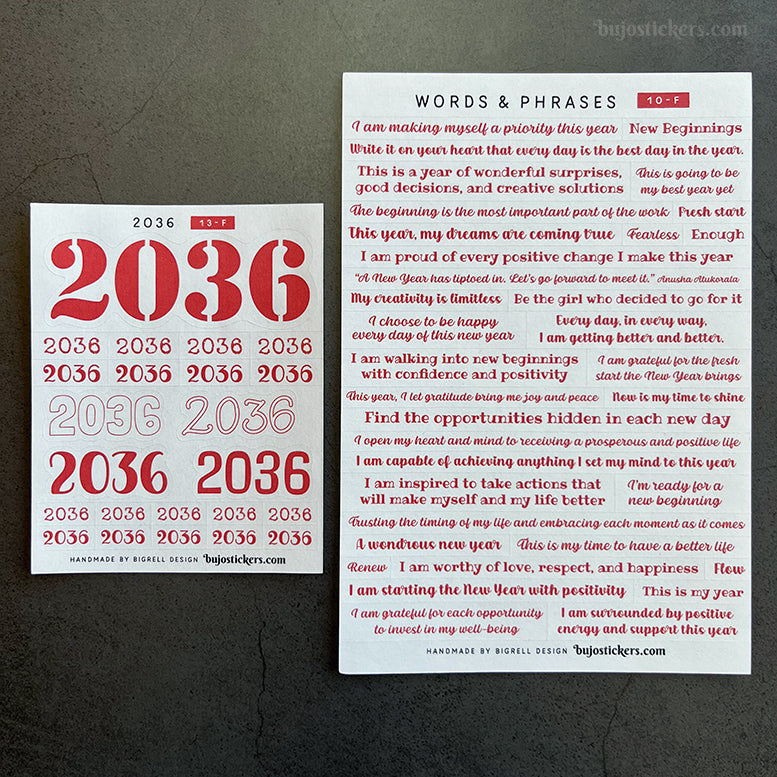 bujostickers.com
2036 13-F
2036
2036 2036 2036 2036
2036 2036 2036 2036
2036 2036
2036 2036
2036 2036 2036 2036 2036
2036 2036 2036 2036 2036
HANDMADE BY BIGRELL DESIGN bujostickers.com
WORDS & PHRASES 10-F
I am making myself a priority this year New Beginnings
Write it on your heart that every day is the best day in the year.
This is a year of wonderful surprises,
good decisions, and creative solutions
This is going to be
my best year yet
The beginning is the most important part of the work Fresh start
This year, my dreams are coming true Fearless Enough
I am proud of every positive change I make this year
“A New Year has tiptoed in. Let's go forward to meet it.” Anusha Atukorala
My creativity is limitless Be the girl who decided to go for it
I choose to be happy
every day of this new year
Every day, in every way,
I am getting better and better.
I am walking into new beginnings
with confidence and positivity
I am grateful for the fresh
start the New Year brings
This year, I let gratitude bring me joy and peace Now is my time to shine
Find the opportunities hidden in each new day
I open my heart and mind to receiving a prosperous and positive life
I am capable of achieving anything I set my mind to this year
I am inspired to take actions that
will make myself and my life better
I'm ready for a
new beginning
Trusting the timing of my life and embracing each moment as it comes
A wondrous new year This is my time to have a better life
Renew I am worthy of love, respect, and happiness Flow
I am starting the New Year with positivity This is my year
I am grateful for each opportunity
to invest in my well-being
I am surrounded by positive
energy and support this year
HANDMADE BY BIGRELL DESIGN bujostickers.com